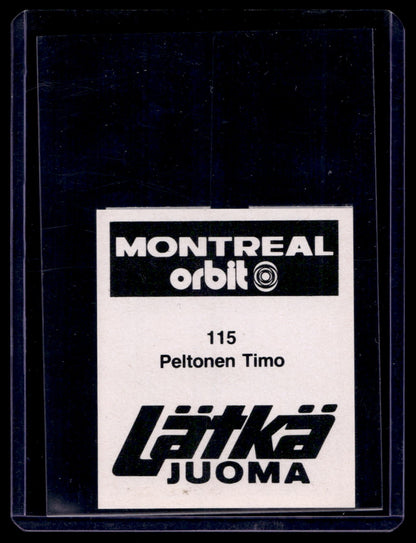 MONTREAL
orbit
115
Peltonen Timo
Lätkä
JUOMA